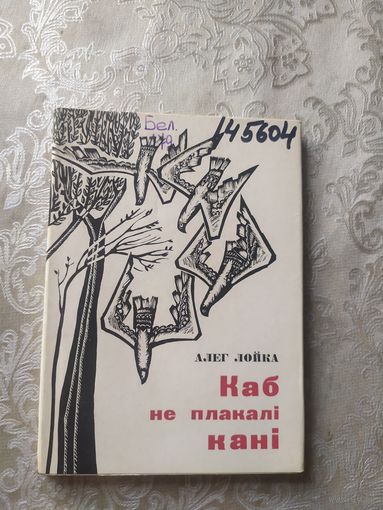 Бел.
145604
АЛЕГ ЛОЙКА
Каб
не плакалі
кані